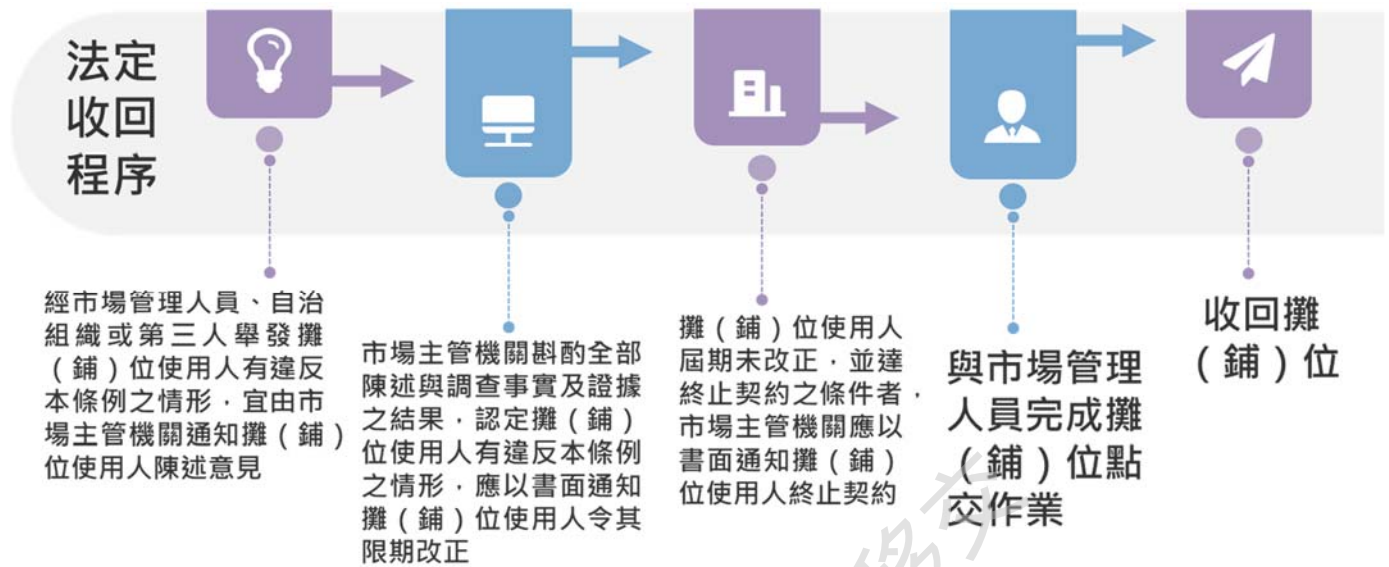 法定
收回
程序
經市場管理人員、自治
組織或第三人舉發攤
（鋪）位使用人有違反
本條例之情形，宜由市
場主管機關通知攤（鋪）
位使用人陳述意見
市場主管機關斟酌全部
陳述與調查事實及證據
之結果，認定攤（鋪）
位使用人有違反本條例
之情形，應以書面通知
攤（鋪）位使用人令其
限期改正
攤（鋪）位使用人
屆期未改正，並達
終止契約之條件者，
市場主管機關應以
書面通知攤（鋪）
位使用人終止契約
與市場管理
人員完成攤
（鋪）位點
交作業
收回攤
（鋪）位
移交